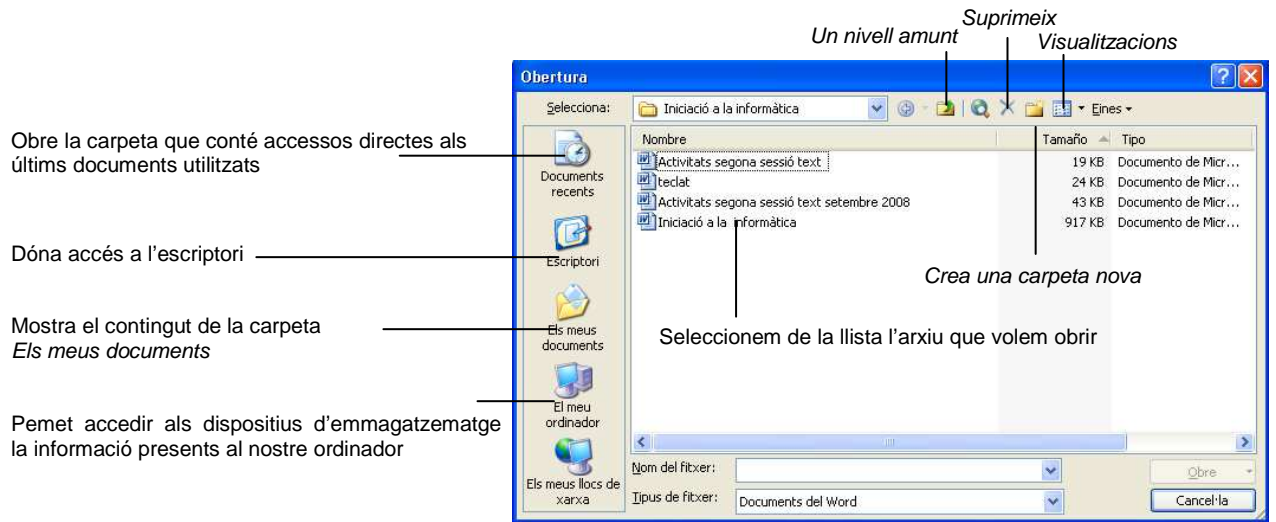 Suprimeix
Un nivell amunt
Visualitzacions
Obertura
Selecciona:
Iniciació a la informàtica
Eines
Obre la carpeta que conté accessos directes als
últims documents utilitzats
Documents
recents
Nombre
Tamaño
Tipo
Activitats segona sessió text
19 KB
Documento de Micr...
teclat
24 KB
Documento de Micr...
Activitats segona sessió text setembre 2008
43 KB
Documento de Micr...
Iniciació a la informàtica
917 KB
Documento de Micr...
Dóna accés a l’escriptori
Escriptori
Crea una carpeta nova
Mostra el contingut de la carpeta
Els meus documents
Els meus
documents
Seleccionem de la llista l’arxiu que volem obrir
Pemet accedir als dispositius d’emmagatzematge
la informació presents al nostre ordinador
El meu
ordinador
Els meus llocs de
xarxa
Nom del fitxer:
Obre
Tipus de fitxer:
Documents del Word
Cancel·la